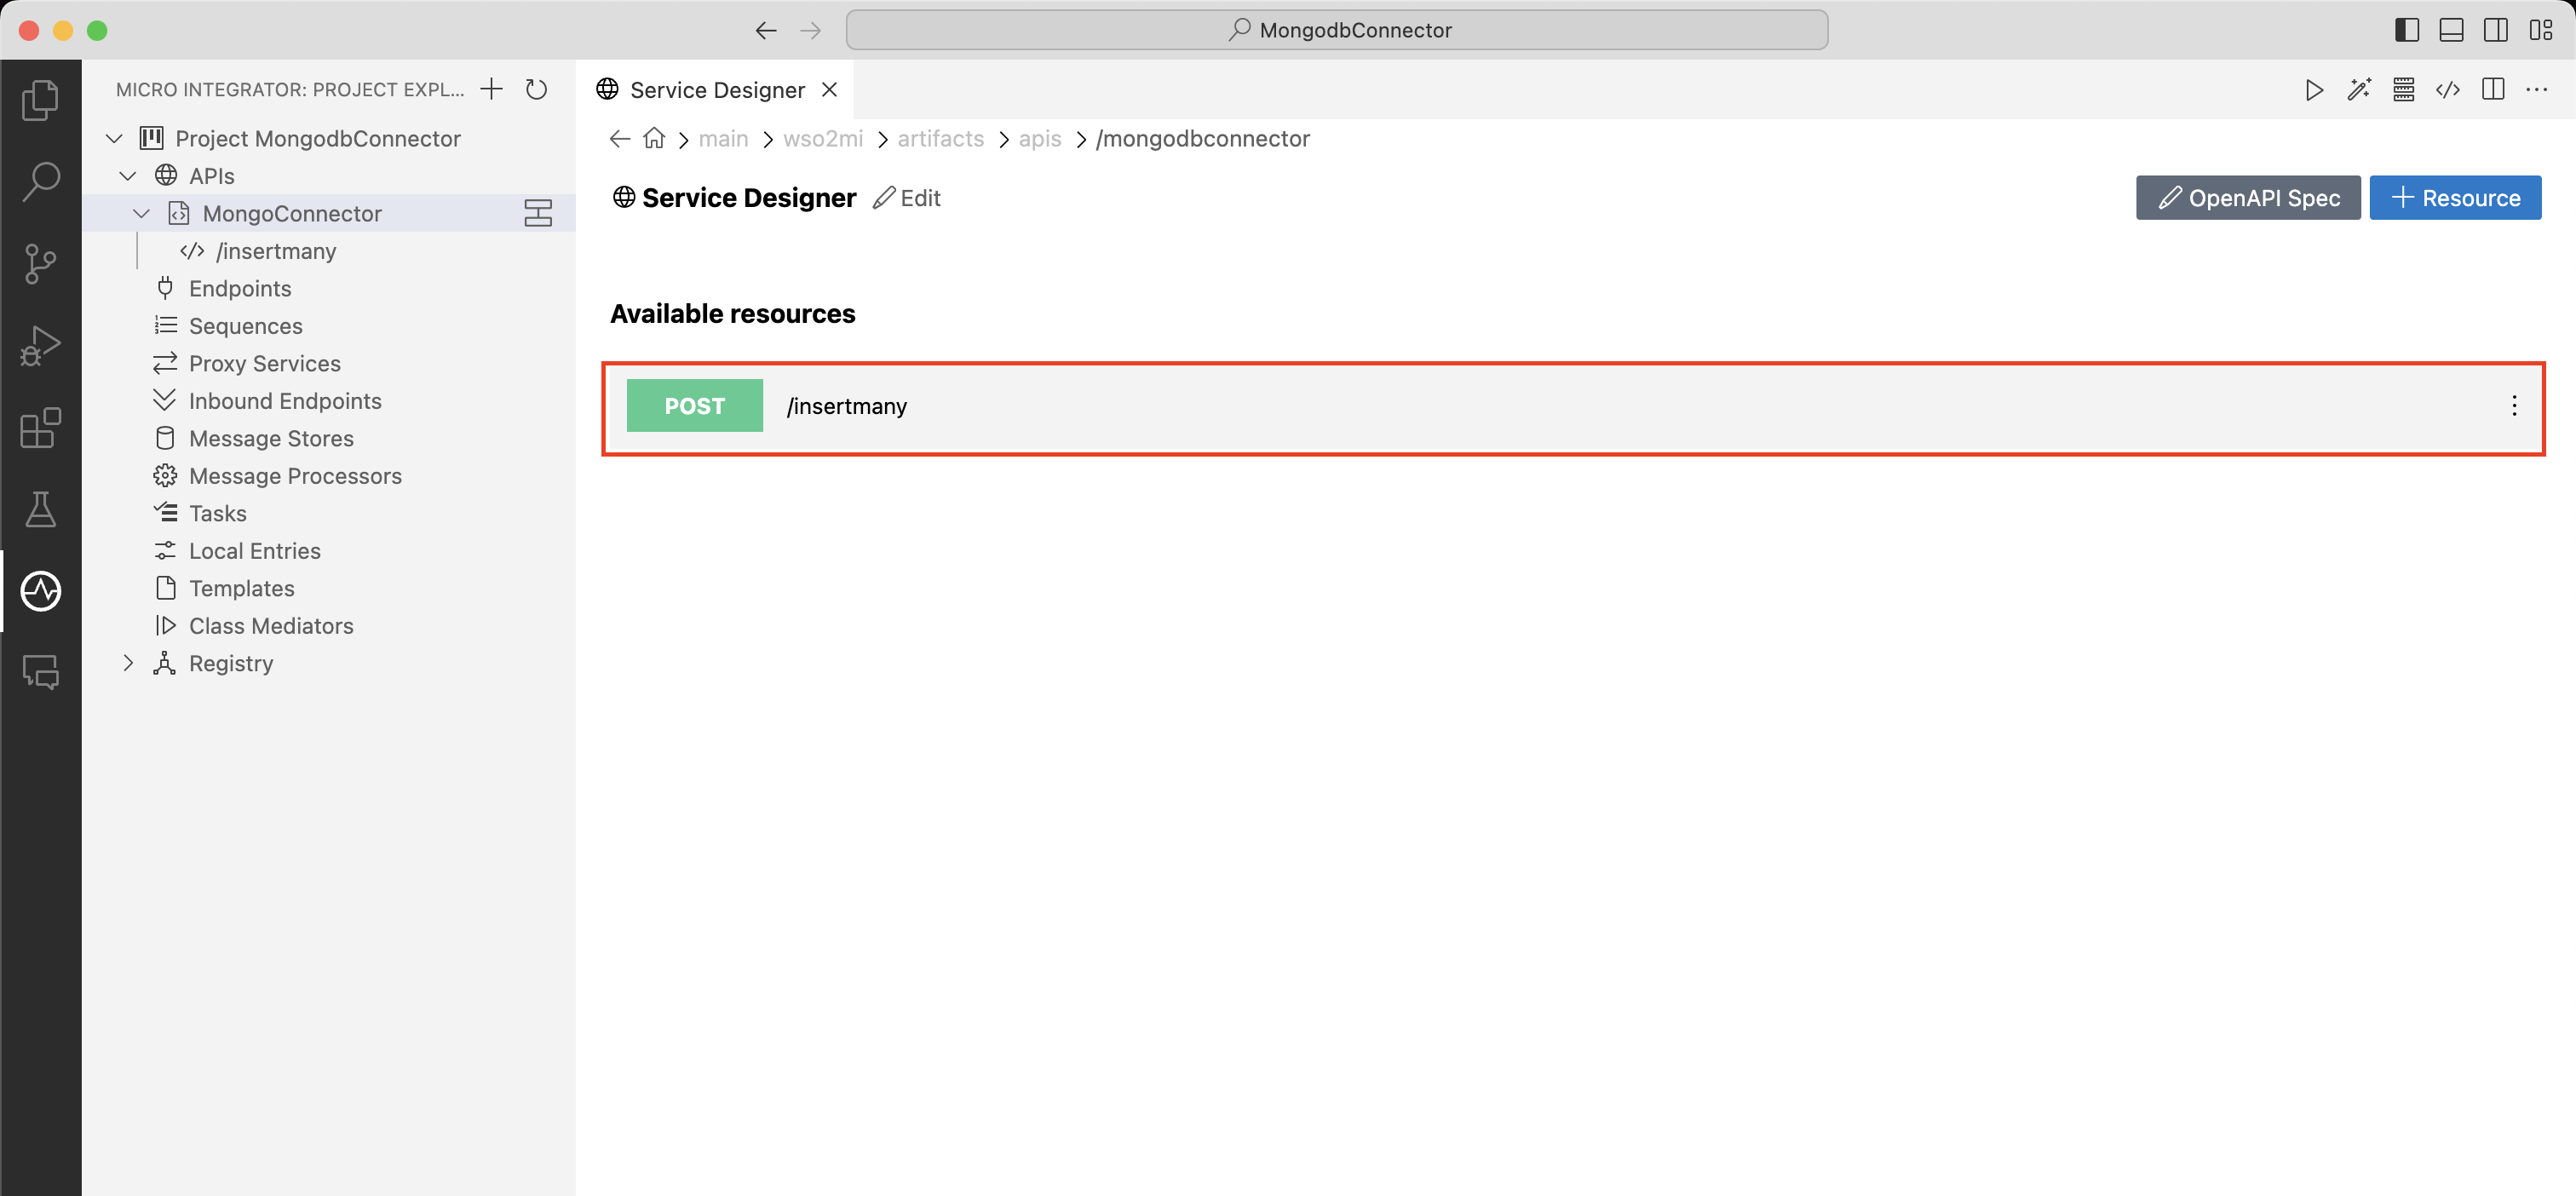 MongodbConnector
MICRO INTEGRATOR: PROJECT EXPL...
Project MongodbConnector
APIs
MongoConnector
/insertmany
Endpoints
Sequences
Proxy Services
Inbound Endpoints
Message Stores
Message Processors
Tasks
Local Entries
Templates
Class Mediators
Registry
Service Designer
main > wso2mi > artifacts > apis > /mongodbconnector
Service Designer Edit
OpenAPI Spec
Resource
Available resources
POST /insertmany